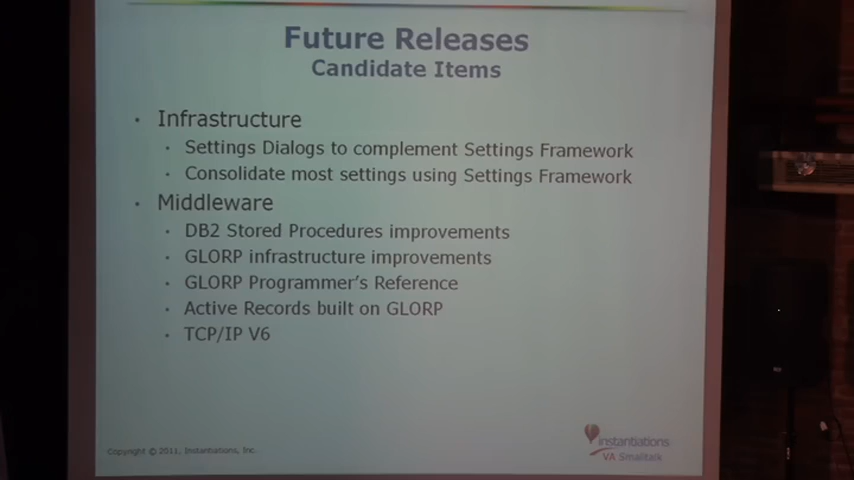 Future Releases
Candidate Items
• Infrastructure
• Settings Dialogs to complement Settings Framework
• Consolidate most settings using Settings Framework
• Middleware
• DB2 Stored Procedures improvements
• GLORP infrastructure improvements
• GLORP Programmer's Reference
• Active Records built on GLORP
• TCP/IP V6
Copyright © 2011, Instantiations, Inc.
instantiations
VA Smalltalk